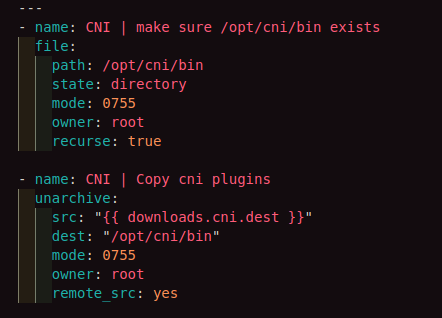 ---
- name: CNI | make sure /opt/cni/bin exists
  file:
    path: /opt/cni/bin
    state: directory
    mode: 0755
    owner: root
    recurse: true

- name: CNI | Copy cni plugins
  unarchive:
    src: "{{ downloads.cni.dest }}"
    dest: "/opt/cni/bin"
    mode: 0755
    owner: root
    remote_src: yes